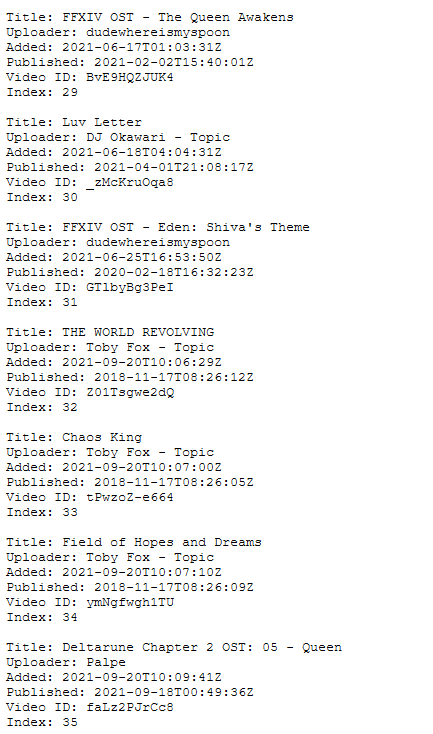 Title: FFXIV OST - The Queen Awakens
Uploader: dudewhereismyspoon
Added: 2021-06-17T01:03:31Z
Published: 2021-02-02T15:40:01Z
Video ID: BvE9HQZJUK4
Index: 29

Title: Luv Letter
Uploader: DJ Okawari - Topic
Added: 2021-06-18T04:04:31Z
Published: 2021-04-01T21:08:17Z
Video ID: _zMcKruOqa8
Index: 30

Title: FFXIV OST - Eden: Shiva's Theme
Uploader: dudewhereismyspoon
Added: 2021-06-25T16:53:50Z
Published: 2020-02-18T16:32:23Z
Video ID: GTlbyBg3PeI
Index: 31

Title: THE WORLD REVOLVING
Uploader: Toby Fox - Topic
Added: 2021-09-20T10:06:29Z
Published: 2018-11-17T08:26:12Z
Video ID: Z01Tsgwe2dQ
Index: 32

Title: Chaos King
Uploader: Toby Fox - Topic
Added: 2021-09-20T10:07:00Z
Published: 2018-11-17T08:26:05Z
Video ID: tPwzoZ-e664
Index: 33

Title: Field of Hopes and Dreams
Uploader: Toby Fox - Topic
Added: 2021-09-20T10:07:10Z
Published: 2018-11-17T08:26:09Z
Video ID: ymNgfwgh1TU
Index: 34

Title: Deltarune Chapter 2 OST: 05 - Queen
Uploader: Palpe
Added: 2021-09-20T10:09:41Z
Published: 2021-09-18T00:49:36Z
Video ID: faLz2PJrCc8
Index: 35